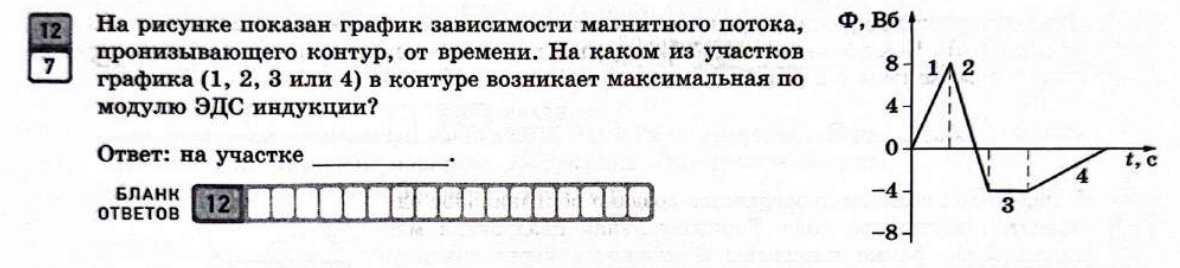 12
7
На рисунке показан график зависимости магнитного потока,
пронизывающего контур, от времени. На каком из участков
графика (1, 2, 3 или 4) в контуре возникает максимальная по
модулю ЭДС индукции?
Ответ: на участке ____________.
БЛАНК
ОТВЕТОВ
12
Ф, Вб
8
1
2
4
0
t, с
−4
4
3
−8